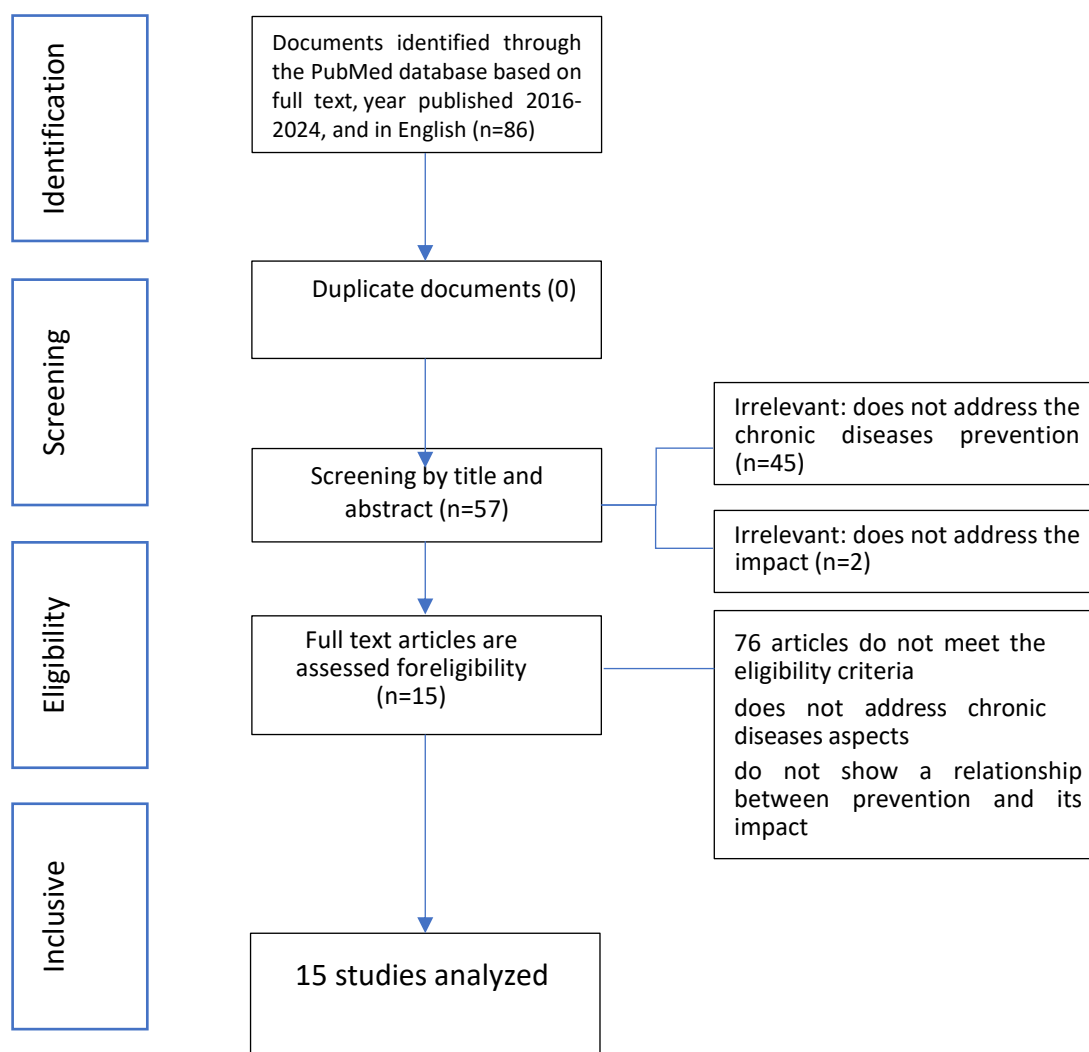 Identification
Documents identified through
the PubMed database based on
full text, year published 2016-
2024, and in English (n=86)
Screening
Duplicate documents (0)
Screening by title and
abstract (n=57)
Irrelevant: does not address the
chronic diseases prevention
(n=45)
Irrelevant: does not address the
impact (n=2)
Eligibility
Full text articles are
assessed foreligibility
(n=15)
76 articles do not meet the
eligibility criteria
does not address chronic
diseases aspects
do not show a relationship
between prevention and its
impact
Inclusive
15 studies analyzed